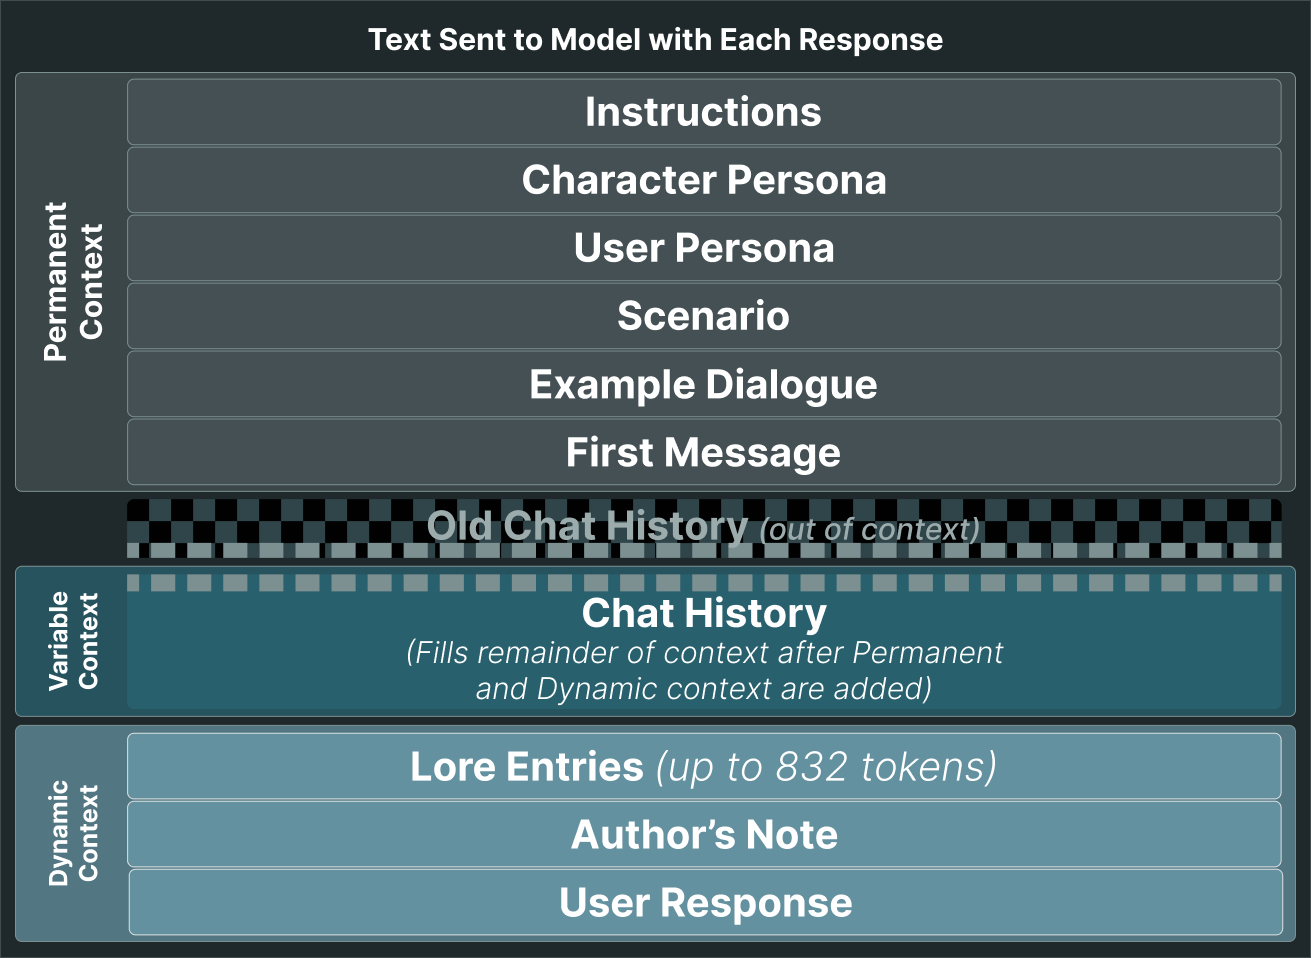 Text Sent to Model with Each Response
Permanent
Context
Instructions
Character Persona
User Persona
Scenario
Example Dialogue
First Message
Old Chat History (out of context)
Variable
Context
Chat History
(Fills remainder of context after Permanent
and Dynamic context are added)
Dynamic
Context
Lore Entries (up to 832 tokens)
Author’s Note
User Response